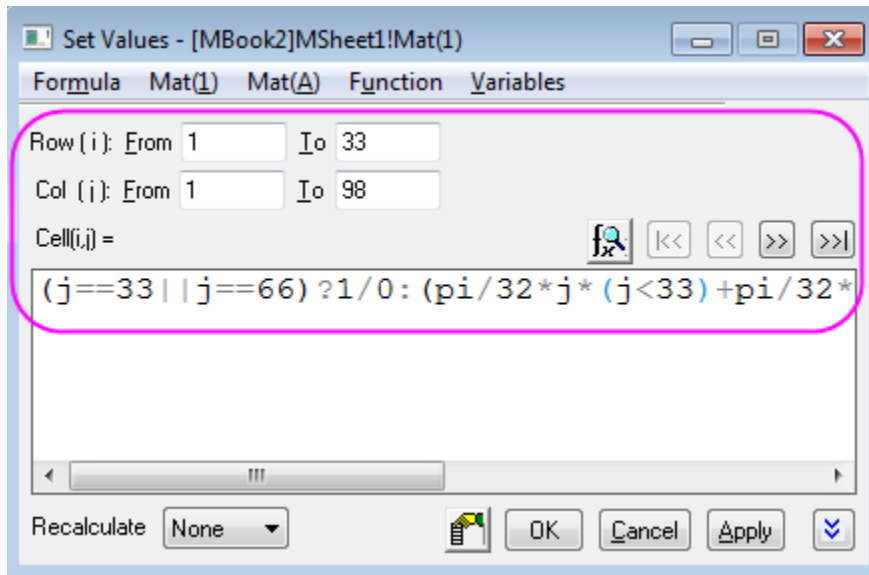 Set Values - [MBook2]MSheet1!Mat(1)
Formula Mat(1) Mat(A) Function Variables
Row ( i ): From 1 To 33
Col ( j ): From 1 To 98
Cell(i,j) =
|<< << >> >>|
(j==33||j==66)?1/0:(pi/32*j*(j<33)+pi/32*
Recalculate None OK Cancel Apply